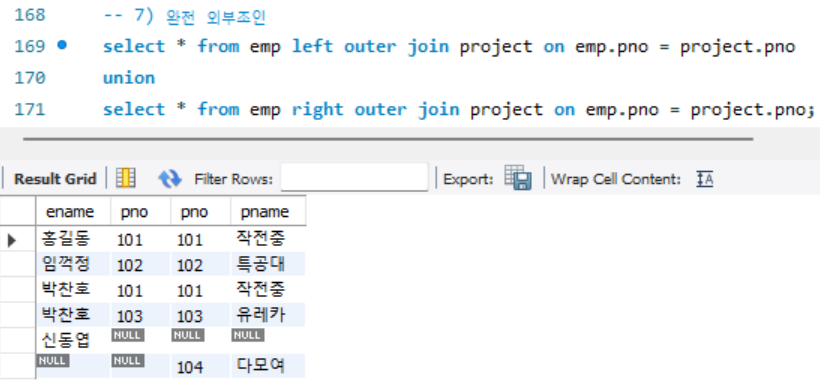 168 -- 7) 완전 외부조인
169 select * from emp left outer join project on emp.pno = project.pno
170 union
171 select * from emp right outer join project on emp.pno = project.pno;
Result Grid Filter Rows: Export: Wrap Cell Content: IA
ename pno pno pname
홍길동 101 101 작전중
임꺽정 102 102 특공대
박찬호 101 101 작전중
박찬호 103 103 유레카
신동엽 NULL NULL NULL
NULL NULL 104 다모여